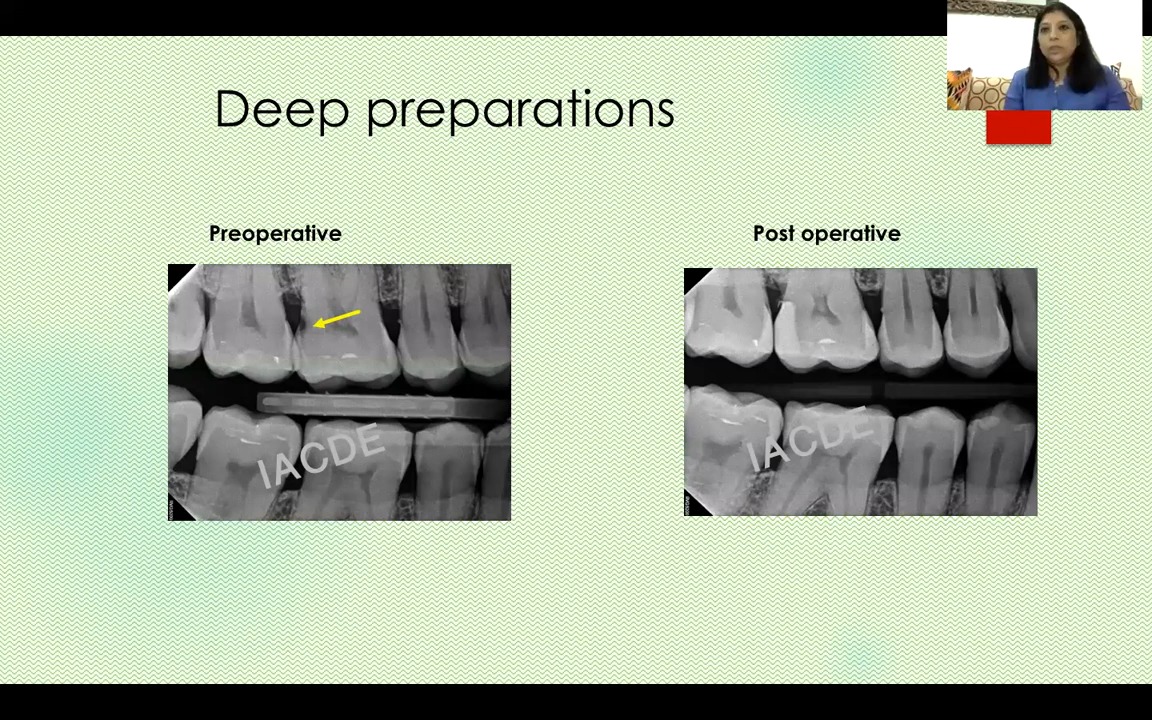 Deep preparations
Preoperative
Post operative
IACDE
IACDE